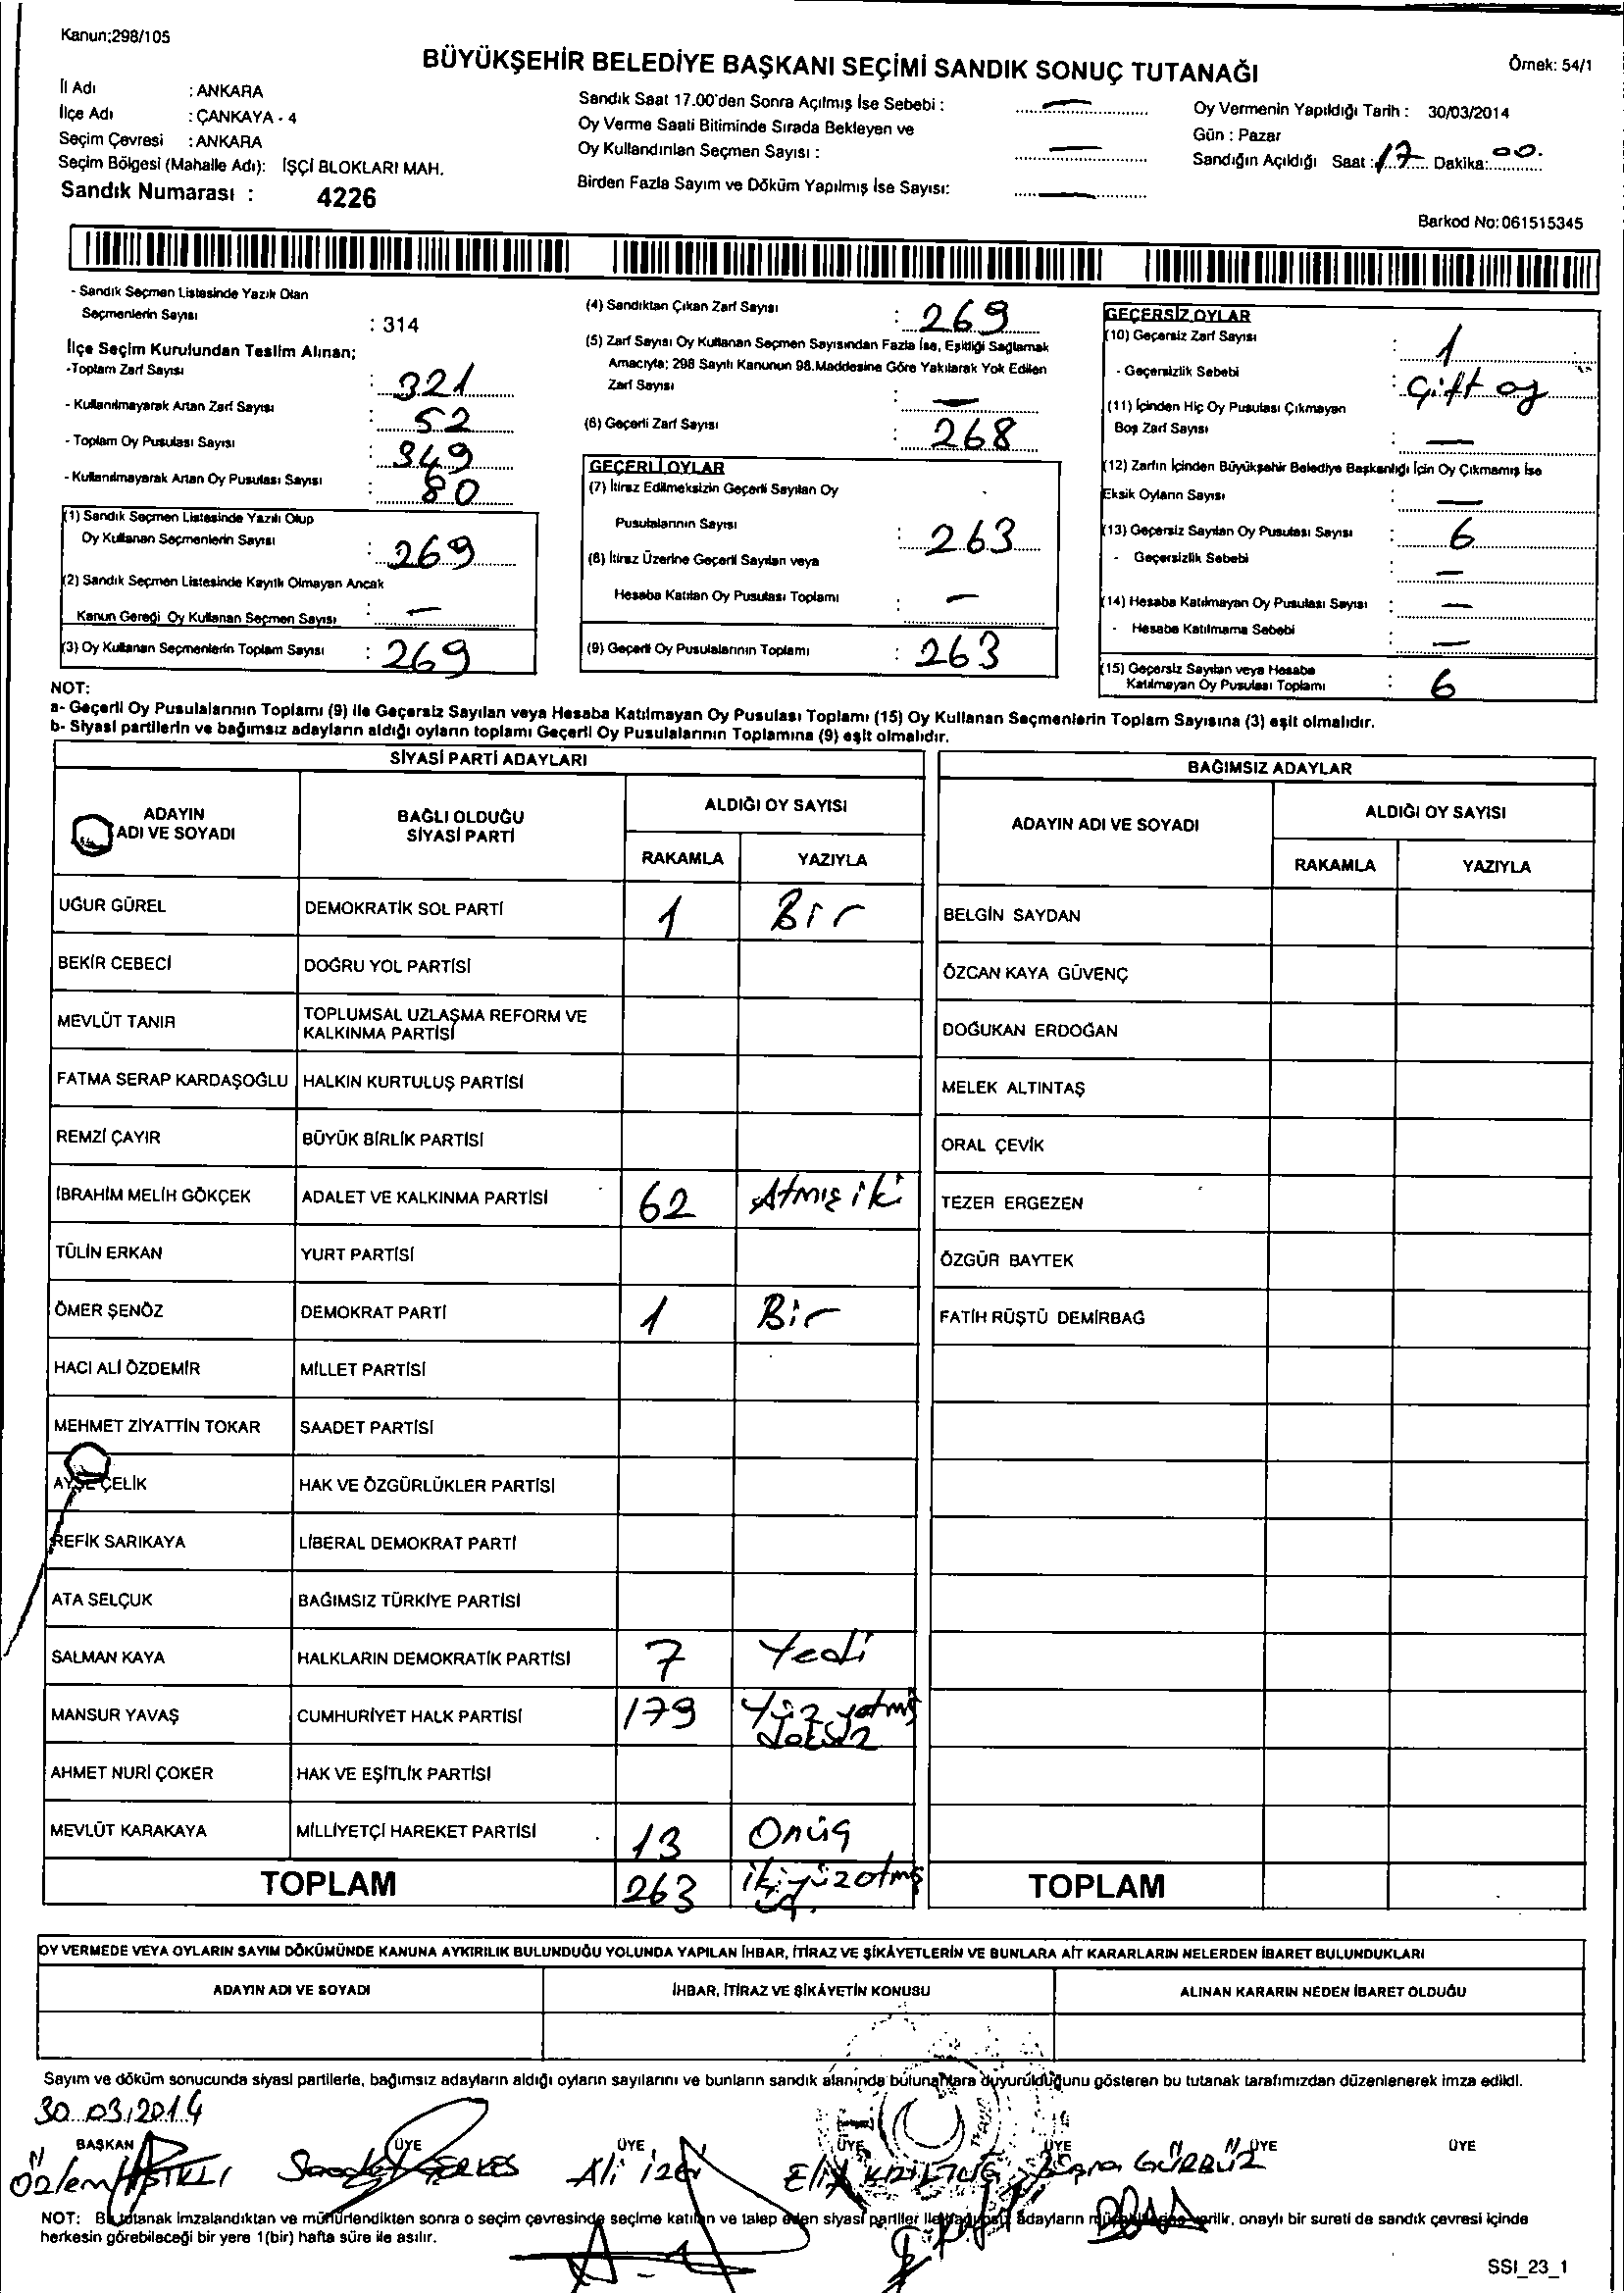 Kanun;298/105
BÜYÜKŞEHİR BELEDİYE BAŞKANI SEÇİMİ SANDIK SONUÇ TUTANAĞI
Örnek: 54/1
İl Adı : ANKARA
İlçe Adı : ÇANKAYA - 4
Seçim Çevresi : ANKARA
Seçim Bölgesi (Mahalle Adı): İŞÇİ BLOKLARI MAH.
Sandık Numarası : 4226
Sandık Saat 17.00'den Sonra Açılmış İse Sebebi : —
Oy Verme Saati Bitiminde Sırada Bekleyen ve
Oy Kullandırılan Seçmen Sayısı : —
Birden Fazla Sayım ve Döküm Yapılmış İse Sayısı: —
Oy Vermenin Yapıldığı Tarih : 30/03/2014
Gün : Pazar
Sandığın Açıldığı Saat : 17 Dakika: 00.
Barkod No: 061515345
- Sandık Seçmen Listesinde Yazılı Olan
Seçmenlerin Sayısı : 314
İlçe Seçim Kurulundan Teslim Alınan;
-Toplam Zarf Sayısı : 321
- Kullanılmayarak Artan Zarf Sayısı : 52
- Toplam Oy Pusulası Sayısı : 349
- Kullanılmayarak Artan Oy Pusulası Sayısı : 80
(1) Sandık Seçmen Listesinde Yazılı Olup
Oy Kullanan Seçmenlerin Sayısı : 269
(2) Sandık Seçmen Listesinde Kayıtlı Olmayan Ancak
Kanun Gereği Oy Kullanan Seçmen Sayısı : —
(3) Oy Kullanan Seçmenlerin Toplam Sayısı : 269
(4) Sandıktan Çıkan Zarf Sayısı : 269
(5) Zarf Sayısı Oy Kullanan Seçmen Sayısından Fazla İse, Eşitliği Sağlamak
Amacıyla; 298 Sayılı Kanunun 98.Maddesine Göre Yakılarak Yok Edilen
Zarf Sayısı : —
(6) Geçerli Zarf Sayısı : 268
GEÇERLİ OYLAR
(7) İtiraz Edilmeksizin Geçerli Sayılan Oy
Pusulalarının Sayısı : 263
(8) İtiraz Üzerine Geçerli Sayılan veya
Hesaba Katılan Oy Pusulası Toplamı : —
(9) Geçerli Oy Pusulalarının Toplamı : 263
GEÇERSİZ OYLAR
(10) Geçersiz Zarf Sayısı : 1
- Geçersizlik Sebebi : Çift oy
(11) İçinden Hiç Oy Pusulası Çıkmayan
Boş Zarf Sayısı : —
(12) Zarfın İçinden Büyükşehir Belediye Başkanlığı İçin Oy Çıkmamış İse
Eksik Oyların Sayısı : —
(13) Geçersiz Sayılan Oy Pusulası Sayısı : 6
- Geçersizlik Sebebi : —
(14) Hesaba Katılmayan Oy Pusulası Sayısı : —
- Hesaba Katılmama Sebebi : —
(15) Geçersiz Sayılan veya Hesaba
Katılmayan Oy Pusulası Toplamı : 6
NOT:
a- Geçerli Oy Pusulalarının Toplamı (9) ile Geçersiz Sayılan veya Hesaba Katılmayan Oy Pusulası Toplamı (15) Oy Kullanan Seçmenlerin Toplam Sayısına (3) eşit olmalıdır.
b- Siyasi partilerin ve bağımsız adayların aldığı oyların toplamı Geçerli Oy Pusulalarının Toplamına (9) eşit olmalıdır.
SİYASİ PARTİ ADAYLARI
ADAYIN ADI VE SOYADI
BAĞLI OLDUĞU SİYASİ PARTİ
ALDIĞI OY SAYISI
RAKAMLA YAZIYLA
UĞUR GÜREL DEMOKRATİK SOL PARTİ 1 Bir
BEKİR CEBECİ DOĞRU YOL PARTİSİ
MEVLÜT TANIR TOPLUMSAL UZLAŞMA REFORM VE
KALKINMA PARTİSİ
FATMA SERAP KARDAŞOĞLU HALKIN KURTULUŞ PARTİSİ
REMZİ ÇAYIR BÜYÜK BİRLİK PARTİSİ
İBRAHİM MELİH GÖKÇEK ADALET VE KALKINMA PARTİSİ 62 Atmış iki
TÜLİN ERKAN YURT PARTİSİ
ÖMER ŞENÖZ DEMOKRAT PARTİ 1 Bir
HACI ALİ ÖZDEMİR MİLLET PARTİSİ
MEHMET ZİYATTİN TOKAR SAADET PARTİSİ
AYŞE ÇELİK HAK VE ÖZGÜRLÜKLER PARTİSİ
REFİK SARIKAYA LİBERAL DEMOKRAT PARTİ
ATA SELÇUK BAĞIMSIZ TÜRKİYE PARTİSİ
SALMAN KAYA HALKLARIN DEMOKRATİK PARTİSİ 7 Yedi
MANSUR YAVAŞ CUMHURİYET HALK PARTİSİ 179 Yüz yetmiş
dokuz
AHMET NURİ ÇOKER HAK VE EŞİTLİK PARTİSİ
MEVLÜT KARAKAYA MİLLİYETÇİ HAREKET PARTİSİ 13 Onüç
TOPLAM 263 ikiyüzatmış
üç.
BAĞIMSIZ ADAYLAR
ADAYIN ADI VE SOYADI
ALDIĞI OY SAYISI
RAKAMLA YAZIYLA
BELGİN SAYDAN
ÖZCAN KAYA GÜVENÇ
DOĞUKAN ERDOĞAN
MELEK ALTINTAŞ
ORAL ÇEVİK
TEZER ERGEZEN
ÖZGÜR BAYTEK
FATİH RÜŞTÜ DEMİRBAĞ
TOPLAM
OY VERMEDE VEYA OYLARIN SAYIM DÖKÜMÜNDE KANUNA AYKIRILIK BULUNDUĞU YOLUNDA YAPILAN İHBAR, İTİRAZ VE ŞİKÂYETLERİN VE BUNLARA AİT KARARLARIN NELERDEN İBARET BULUNDUKLARI
ADAYIN ADI VE SOYADI İHBAR, İTİRAZ VE ŞİKÂYETİN KONUSU ALINAN KARARIN NEDEN İBARET OLDUĞU
Sayım ve döküm sonucunda siyasi partilerle, bağımsız adayların aldığı oyların sayılarını ve bunların sandık alanında bulunanlara duyurulduğunu gösteren bu tutanak tarafımızdan düzenlenerek imza edildi.
30.03.2014
BAŞKAN ÜYE ÜYE ÜYE ÜYE ÜYE ÜYE
Özlem Ali Elif GÜRBÜZ
NOT: Bu tutanak imzalandıktan ve mühürlendikten sonra o seçim çevresinde seçime katılan ve talep eden siyasi partiler ile bağımsız adayların verilir, onaylı bir sureti de sandık çevresi içinde
herkesin görebileceği bir yere 1(bir) hafta süre ile asılır.
SSI_23_1